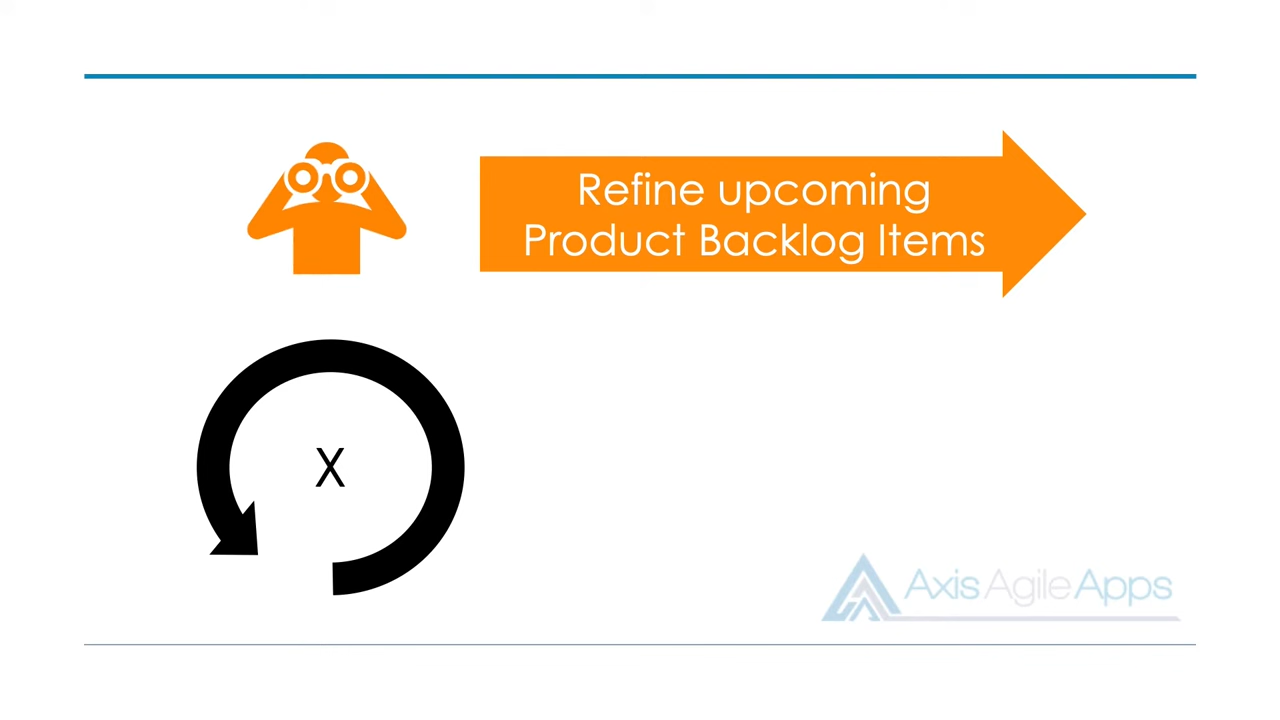 Refine upcoming
Product Backlog Items
X
Axis Agile Apps